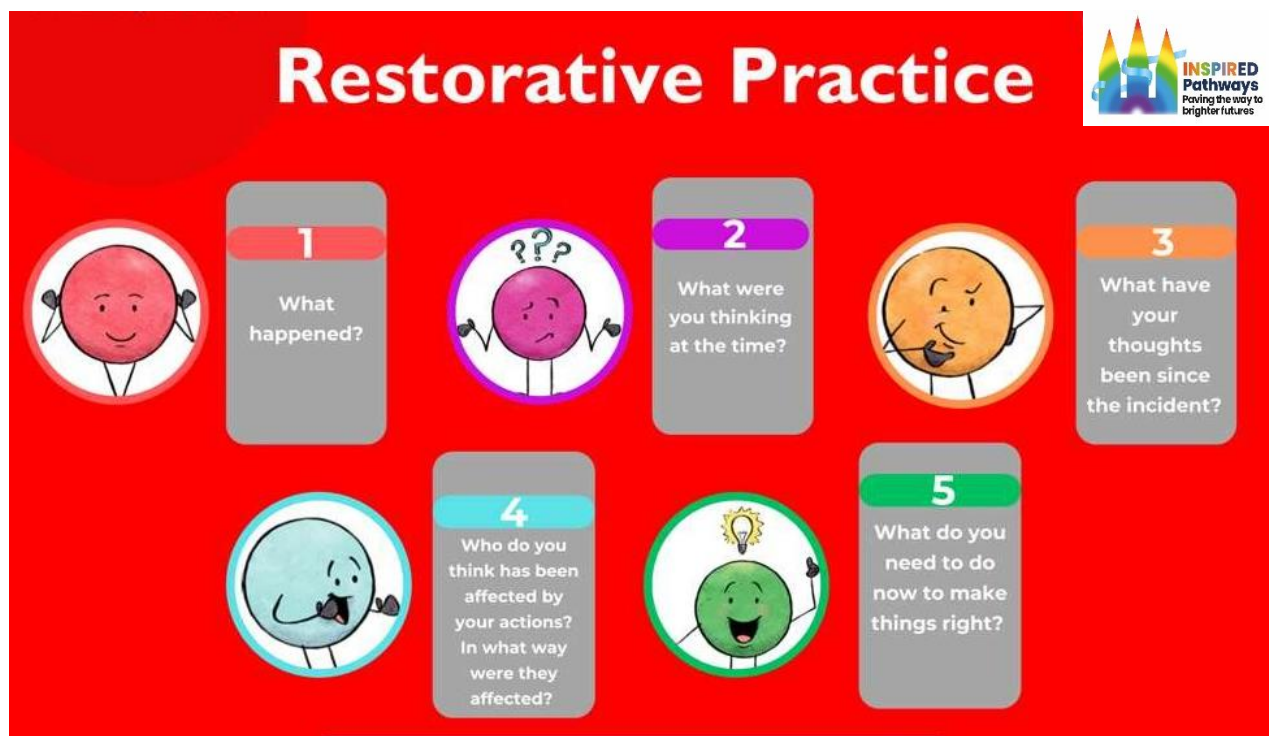 Restorative Practice
INSPIRED
Pathways
Paving the way to
brighter futures
1
What
happened?
2
What were
you thinking
at the time?
3
What have
your
thoughts
been since
the incident?
4
Who do you
think has been
affected by
your actions?
In what way
were they
affected?
5
What do you
need to do
now to make
things right?
???